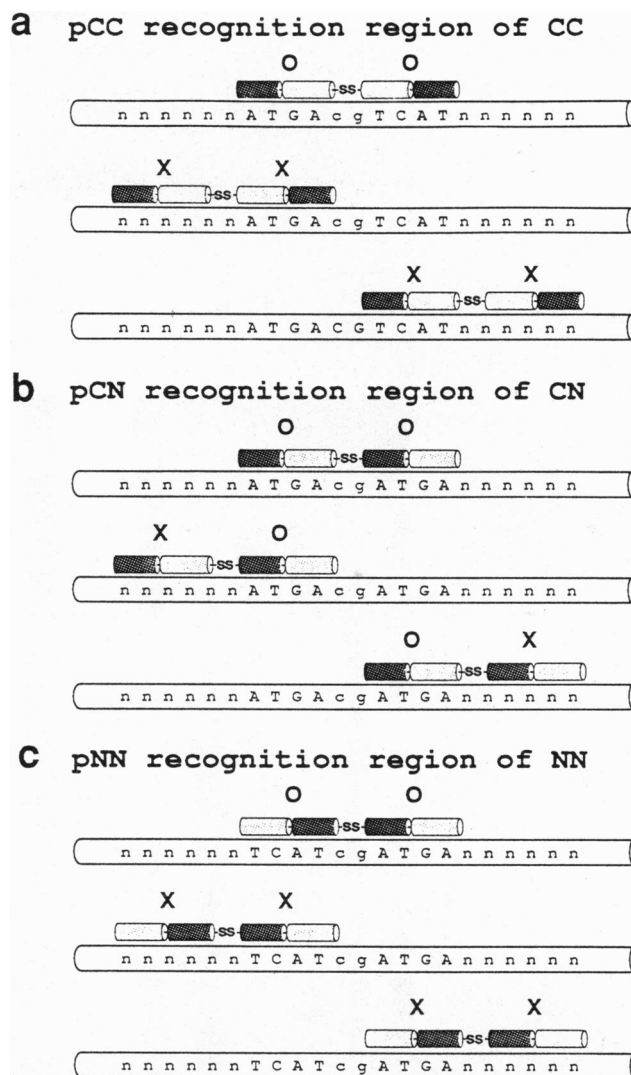 a pCC recognition region of CC
O O
ss
n n n n n n A T G A c g T C A T n n n n n n
X X
ss
n n n n n n A T G A c g T C A T n n n n n n
X X
ss
n n n n n n A T G A C G T C A T n n n n n n
b pCN recognition region of CN
O O
ss
n n n n n n A T G A c g A T G A n n n n n n
X O
ss
n n n n n n A T G A c g A T G A n n n n n n
O X
ss
n n n n n n A T G A c g A T G A n n n n n n
c pNN recognition region of NN
O O
ss
n n n n n n T C A T c g A T G A n n n n n n
X X
ss
n n n n n n T C A T c g A T G A n n n n n n
X X
ss
n n n n n n T C A T c g A T G A n n n n n n